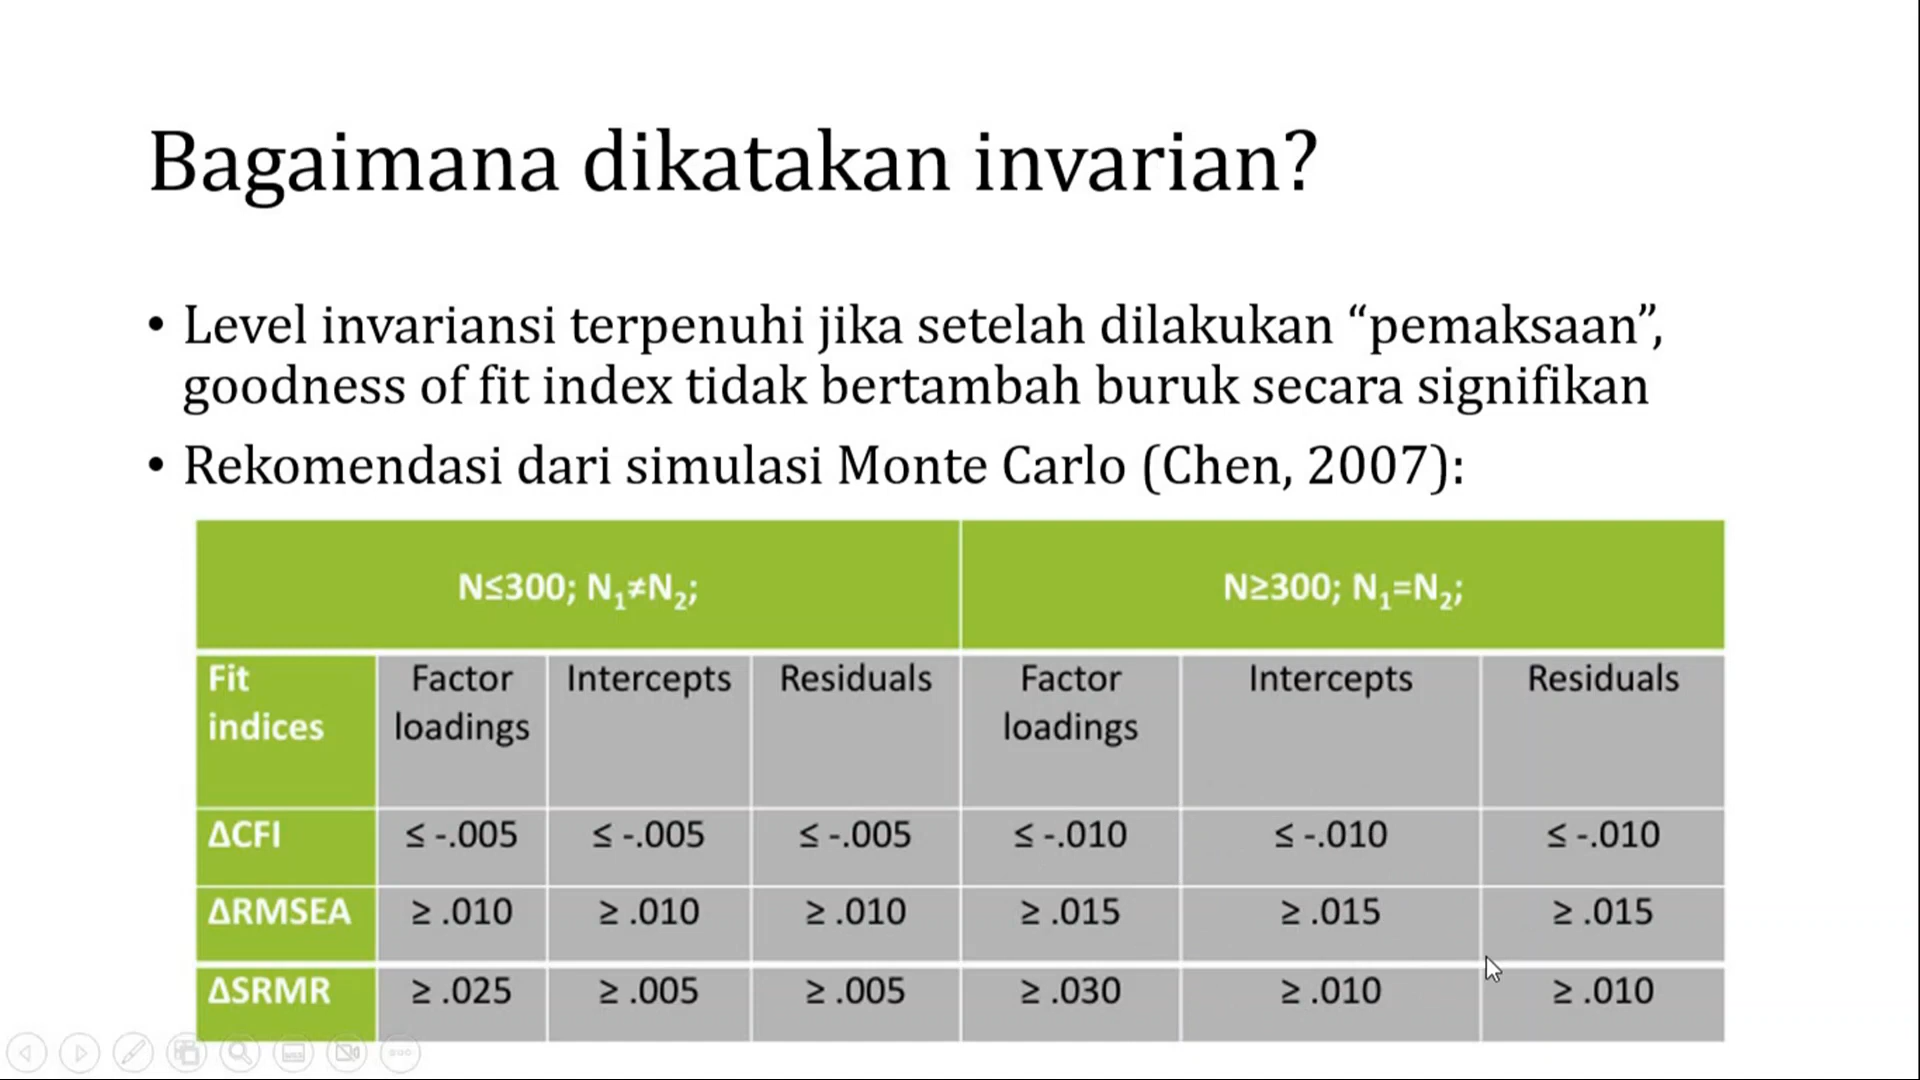 Bagaimana dikatakan invarian?
• Level invariansi terpenuhi jika setelah dilakukan “pemaksaan”,
goodness of fit index tidak bertambah buruk secara signifikan
• Rekomendasi dari simulasi Monte Carlo (Chen, 2007):
N≤300; N₁≠N₂; N≥300; N₁=N₂;
Fit indices Factor loadings Intercepts Residuals Factor loadings Intercepts Residuals
ΔCFI ≤ -.005 ≤ -.005 ≤ -.005 ≤ -.010 ≤ -.010 ≤ -.010
ΔRMSEA ≥ .010 ≥ .010 ≥ .010 ≥ .015 ≥ .015 ≥ .015
ΔSRMR ≥ .025 ≥ .005 ≥ .005 ≥ .030 ≥ .010 ≥ .010